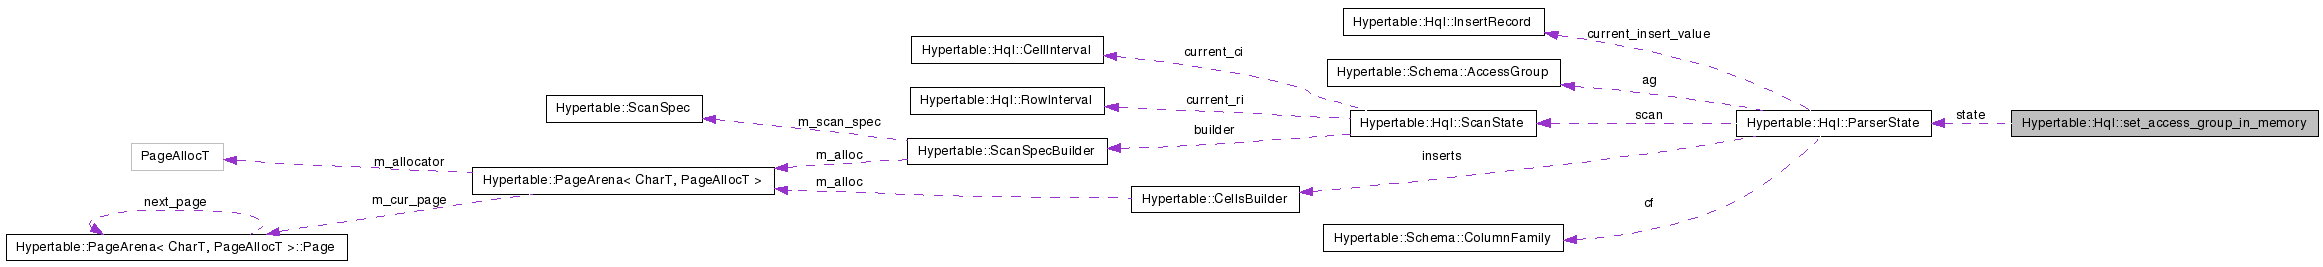 Hypertable::Hql::InsertRecord
current_insert_value
Hypertable::Hql::CellInterval
current_ci
Hypertable::Schema::AccessGroup
ag
Hypertable::ScanSpec
m_scan_spec
Hypertable::Hql::RowInterval
current_ri
builder
Hypertable::Hql::ScanState
scan
Hypertable::Hql::ParserState
state
Hypertable::Hql::set_access_group_in_memory
PageAllocT
m_allocator
Hypertable::PageArena< CharT, PageAllocT >
m_alloc
Hypertable::ScanSpecBuilder
m_alloc
inserts
Hypertable::CellsBuilder
next_page
m_cur_page
cf
Hypertable::PageArena< CharT, PageAllocT >::Page
Hypertable::Schema::ColumnFamily